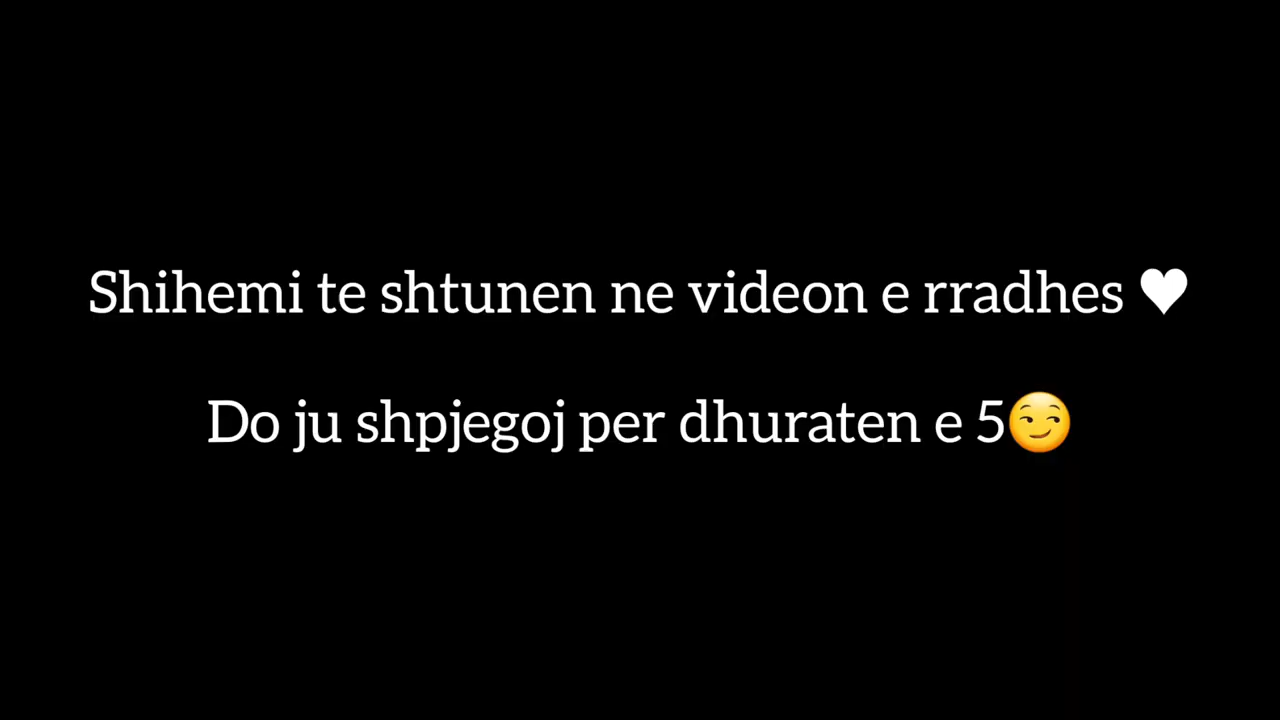 Shihemi te shtunen ne videon e rradhes ♥
Do ju shpjegoj per dhuraten e 5😏